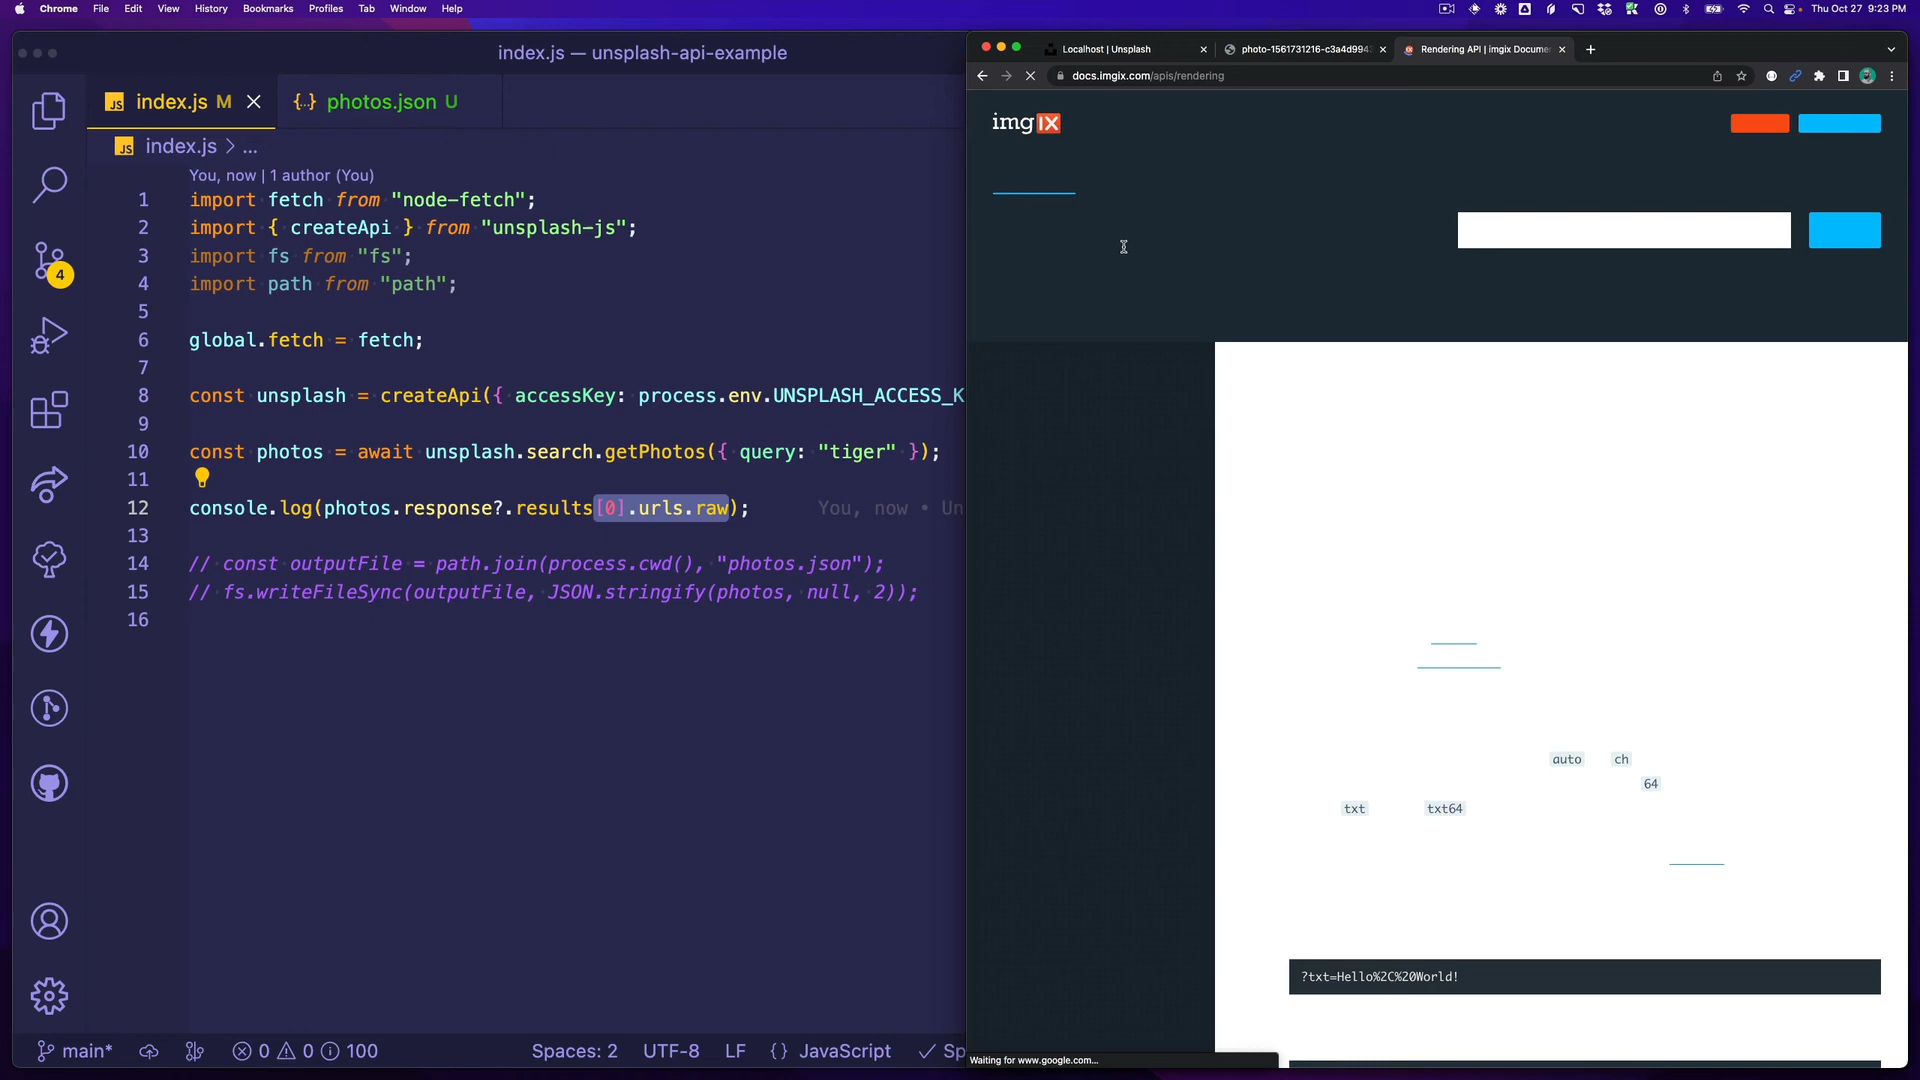 Chrome File Edit View History Bookmarks Profiles Tab Window Help
Thu Oct 27 9:23 PM
index.js — unsplash-api-example
index.js M
photos.json U
index.js > ...
You, now | 1 author (You)
1 import fetch from "node-fetch";
2 import { createApi } from "unsplash-js";
3 import fs from "fs";
4 import path from "path";
5
6 global.fetch = fetch;
7
8 const unsplash = createApi({ accessKey: process.env.UNSPLASH_ACCESS_K
9
10 const photos = await unsplash.search.getPhotos({ query: "tiger" });
11
12 console.log(photos.response?.results[0].urls.raw); You, now • Un
13
14 // const outputFile = path.join(process.cwd(), "photos.json");
15 // fs.writeFileSync(outputFile, JSON.stringify(photos, null, 2));
16
4
main* 0 0 100 Spaces: 2 UTF-8 LF {} JavaScript Sp
Localhost | Unsplash
photo-1561731216-c3a4d994
Rendering API | imgix Docume
docs.imgix.com/apis/rendering
imgIX
auto ch
64
txt txt64
?txt=Hello%2C%20World!
Waiting for www.google.com...